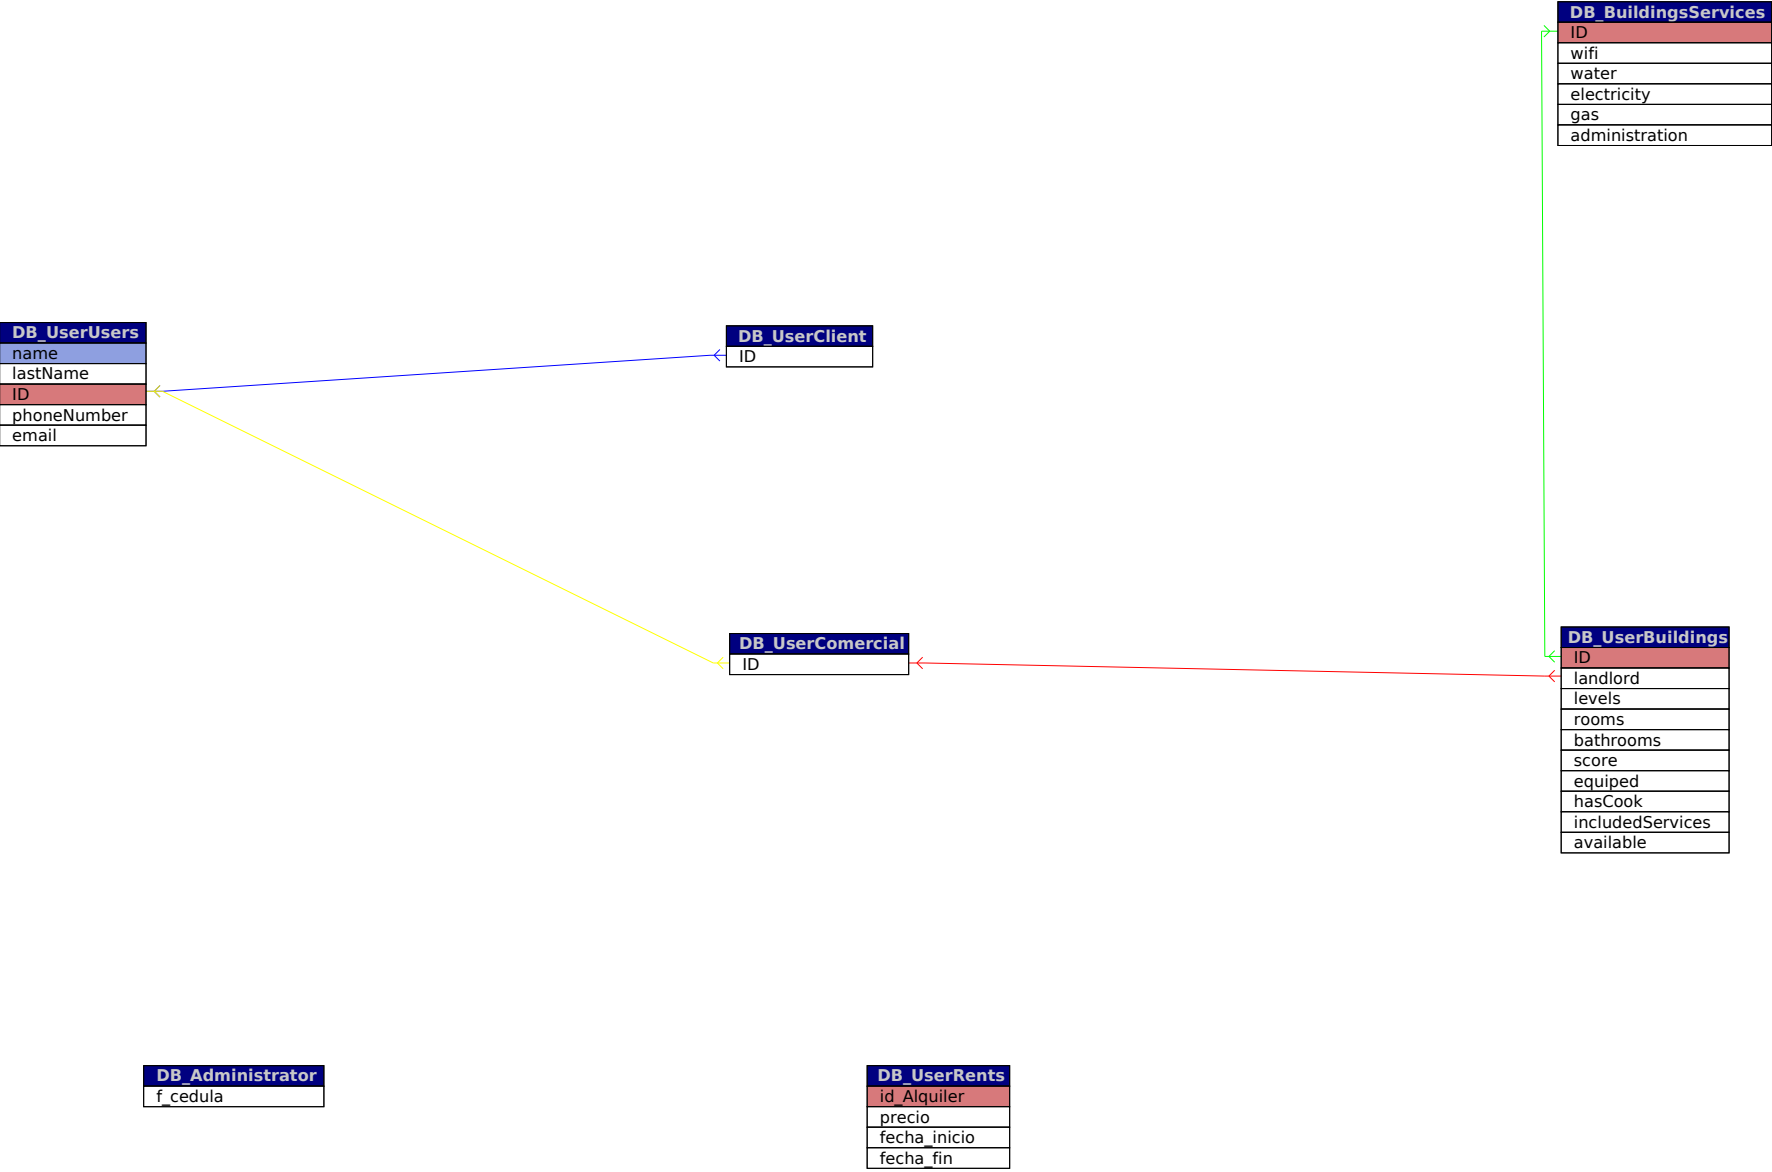 DB_BuildingsServices
ID
wifi
water
electricity
gas
administration
DB_UserUsers
name
lastName
ID
phoneNumber
email
DB_UserClient
ID
DB_UserComercial
ID
DB_UserBuildings
ID
landlord
levels
rooms
bathrooms
score
equiped
hasCook
includedServices
available
DB_Administrator
f_cedula
DB_UserRents
id_Alquiler
precio
fecha_inicio
fecha_fin